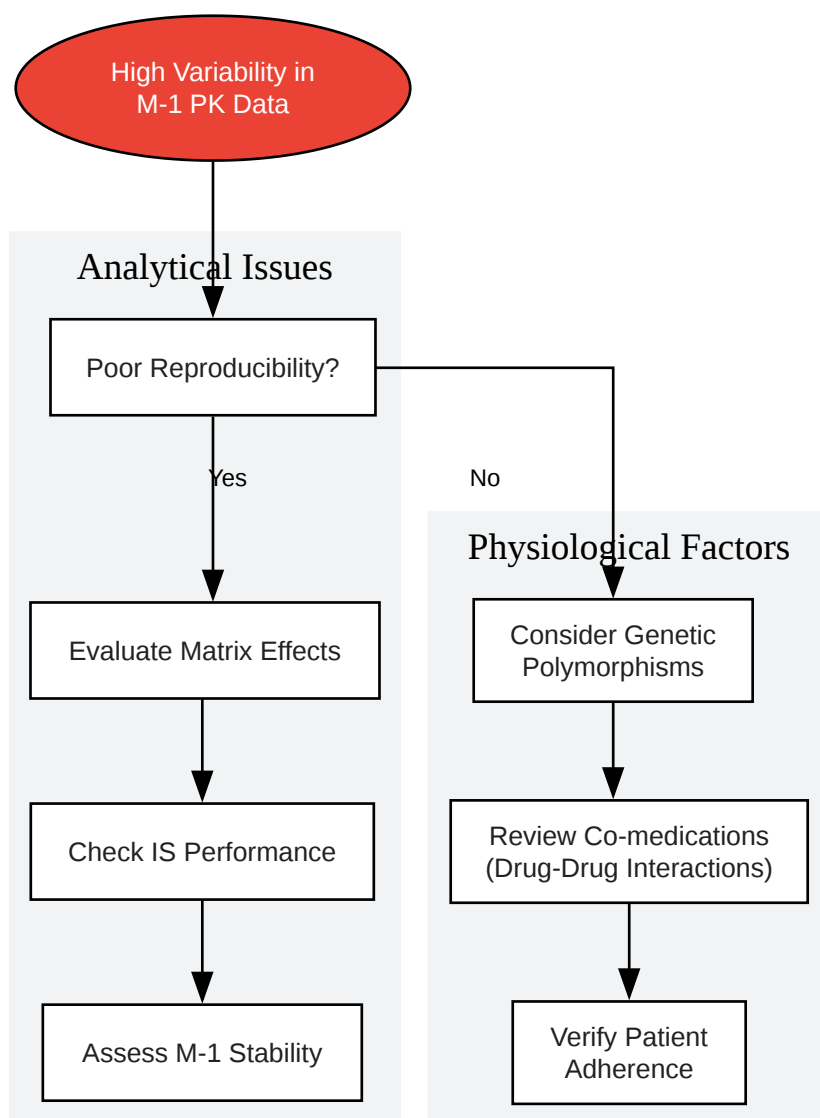 High Variability in
M-1 PK Data
Analytical Issues
Poor Reproducibility?
Yes
No
Evaluate Matrix Effects
Check IS Performance
Assess M-1 Stability
Physiological Factors
Consider Genetic
Polymorphisms
Review Co-medications
(Drug-Drug Interactions)
Verify Patient
Adherence